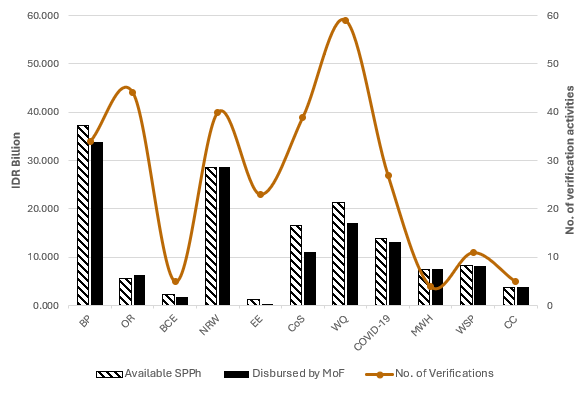 60.000
50.000
40.000
30.000
20.000
10.000
0.000
IDR Billion
60
50
40
30
20
10
0
No. of verification activities
BP
OR
BCE
NRW
EE
CoS
WQ
COVID-19
MWH
WSP
CC
Available SPPh
Disbursed by MoF
No. of Verifications